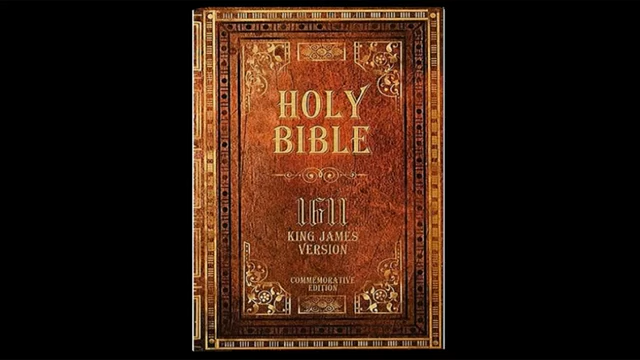 HOLY
BIBLE
1611
KING JAMES
VERSION
COMMEMORATIVE
EDITION